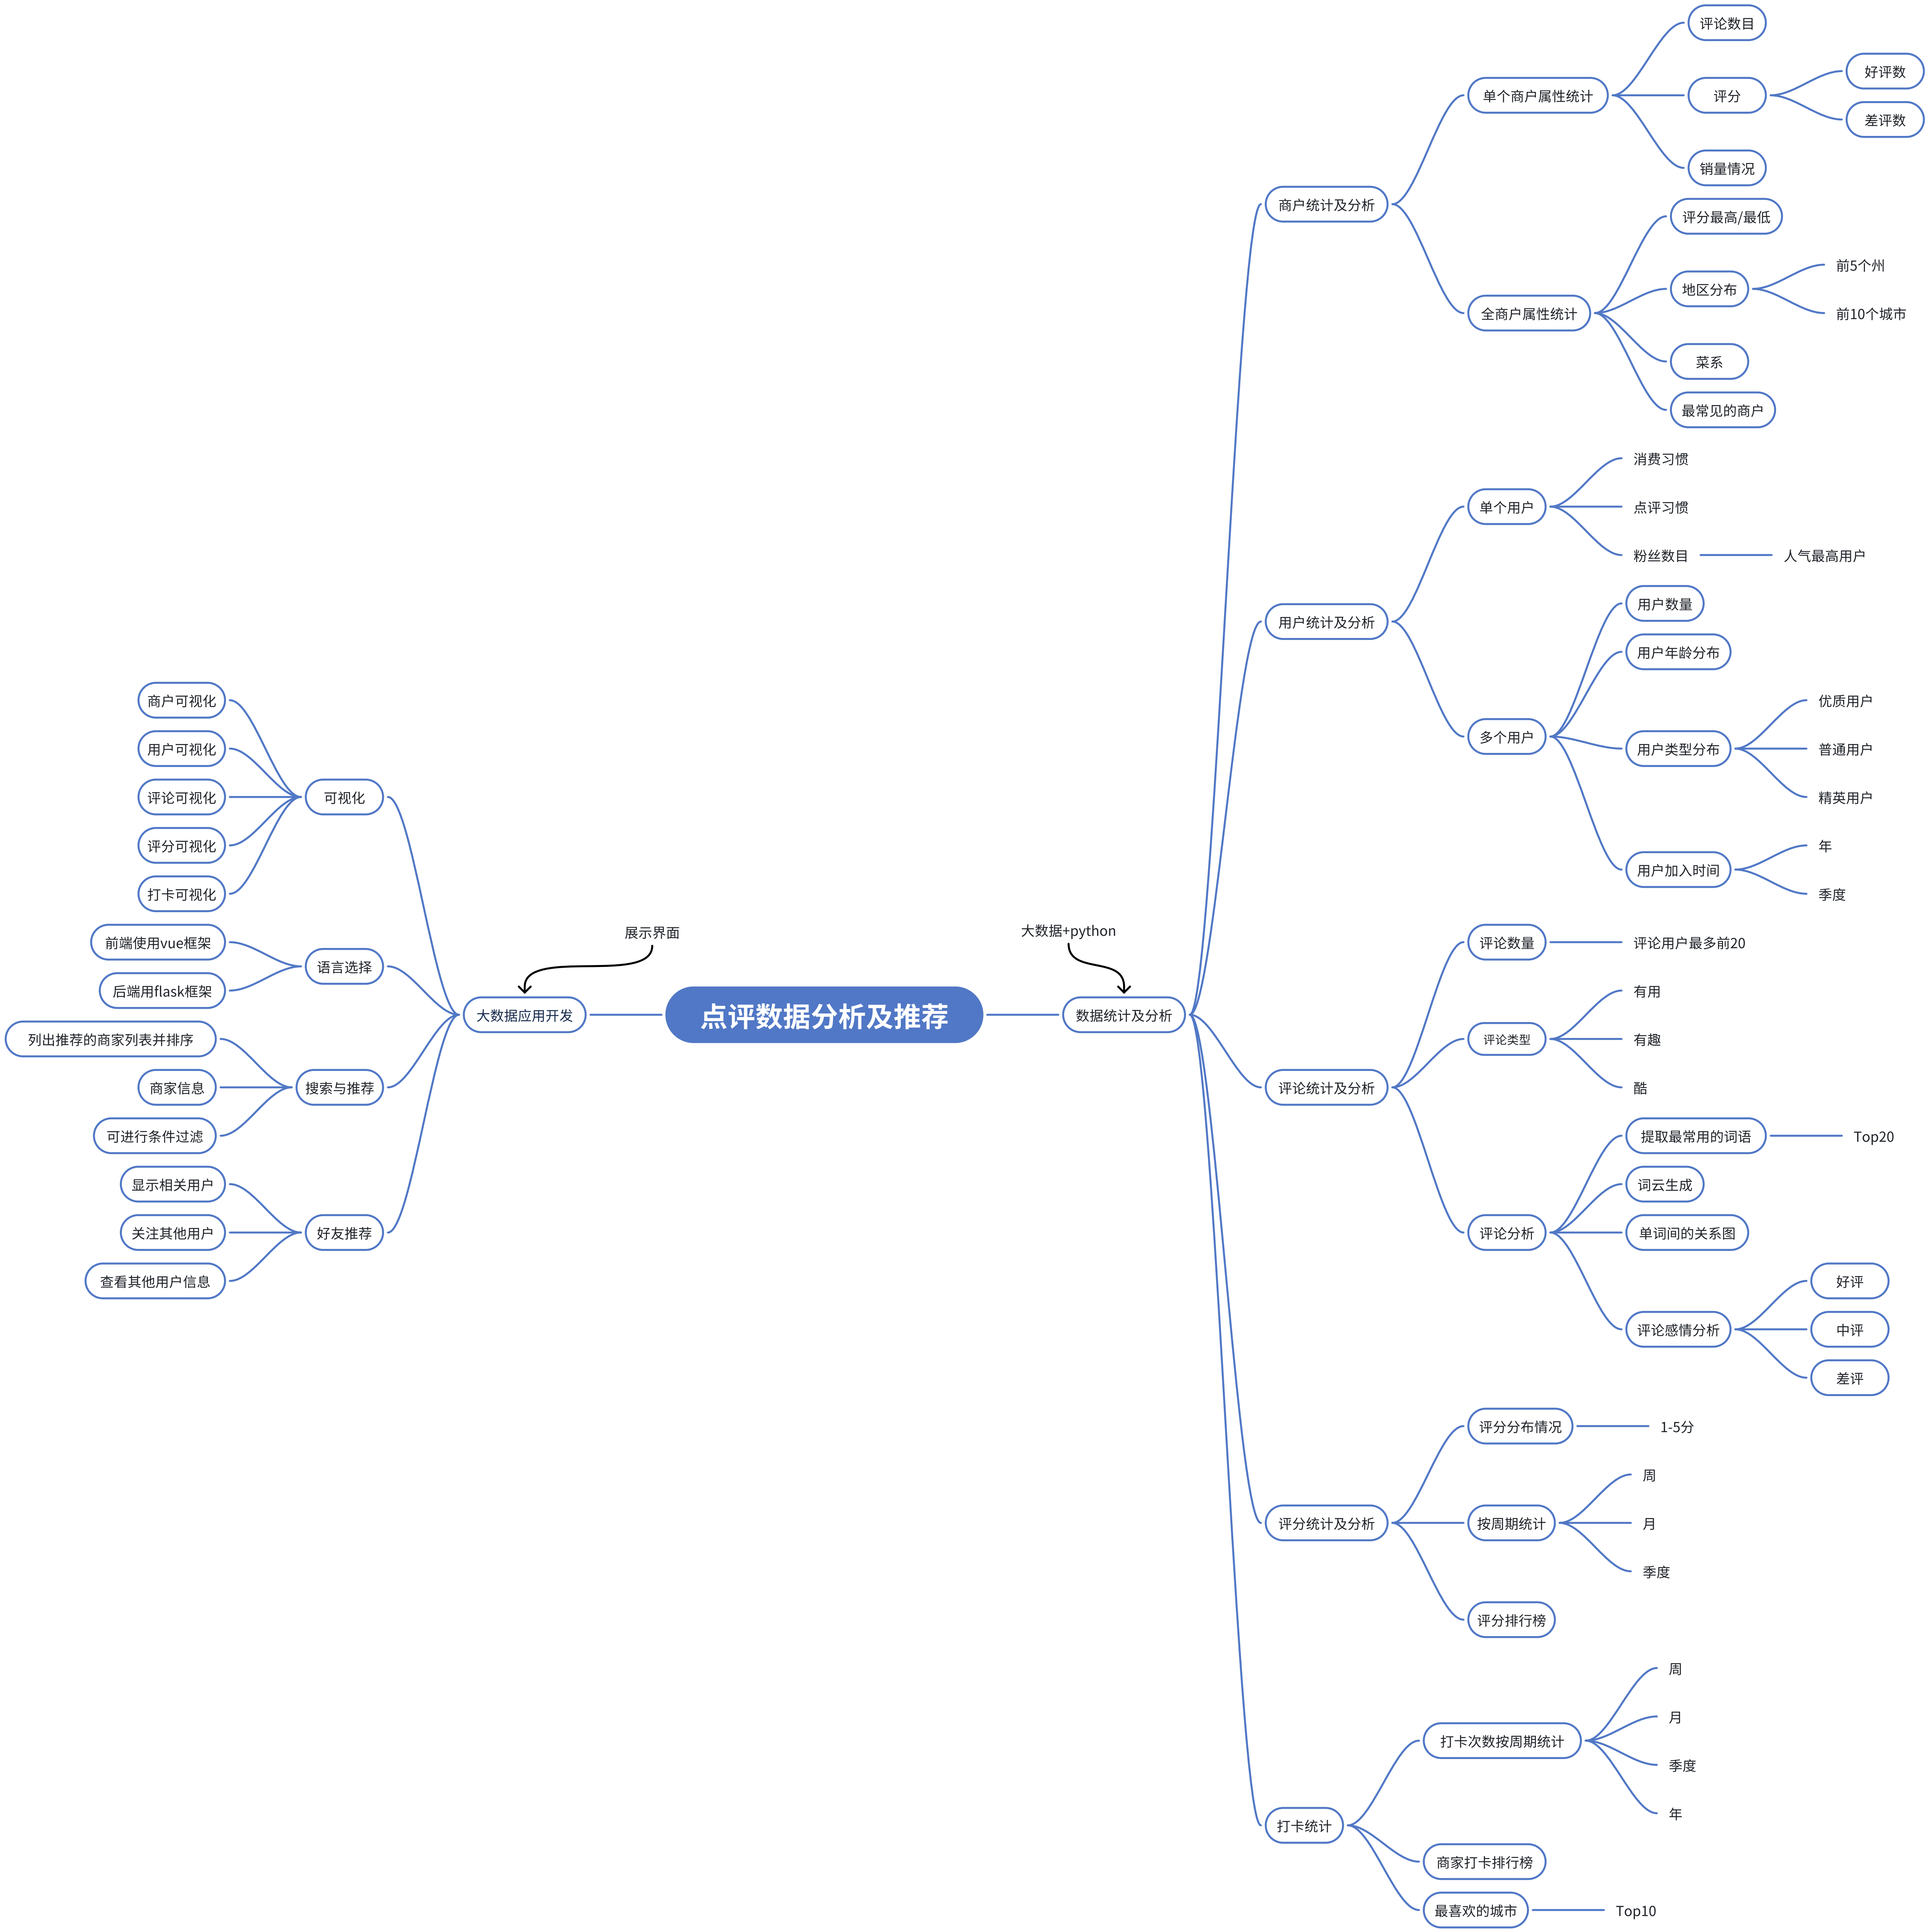 点评数据分析及推荐
大数据+python
数据统计及分析
商户统计及分析
单个商户属性统计
评论数目
评分
好评数
差评数
销量情况
全商户属性统计
评分最高/最低
地区分布
前5个州
前10个城市
菜系
最常见的商户
用户统计及分析
单个用户
消费习惯
点评习惯
粉丝数目
人气最高用户
多个用户
用户数量
用户年龄分布
用户类型分布
优质用户
普通用户
精英用户
用户加入时间
年
季度
评论统计及分析
评论数量
评论用户最多前20
评论类型
有用
有趣
酷
评论分析
提取最常用的词语
Top20
词云生成
单词间的关系图
评论感情分析
好评
中评
差评
评分统计及分析
评分分布情况
1-5分
按周期统计
周
月
季度
评分排行榜
打卡统计
打卡次数按周期统计
周
月
季度
年
商家打卡排行榜
最喜欢的城市
Top10
展示界面
大数据应用开发
可视化
商户可视化
用户可视化
评论可视化
评分可视化
打卡可视化
语言选择
前端使用vue框架
后端用flask框架
搜索与推荐
列出推荐的商家列表并排序
商家信息
可进行条件过滤
好友推荐
显示相关用户
关注其他用户
查看其他用户信息